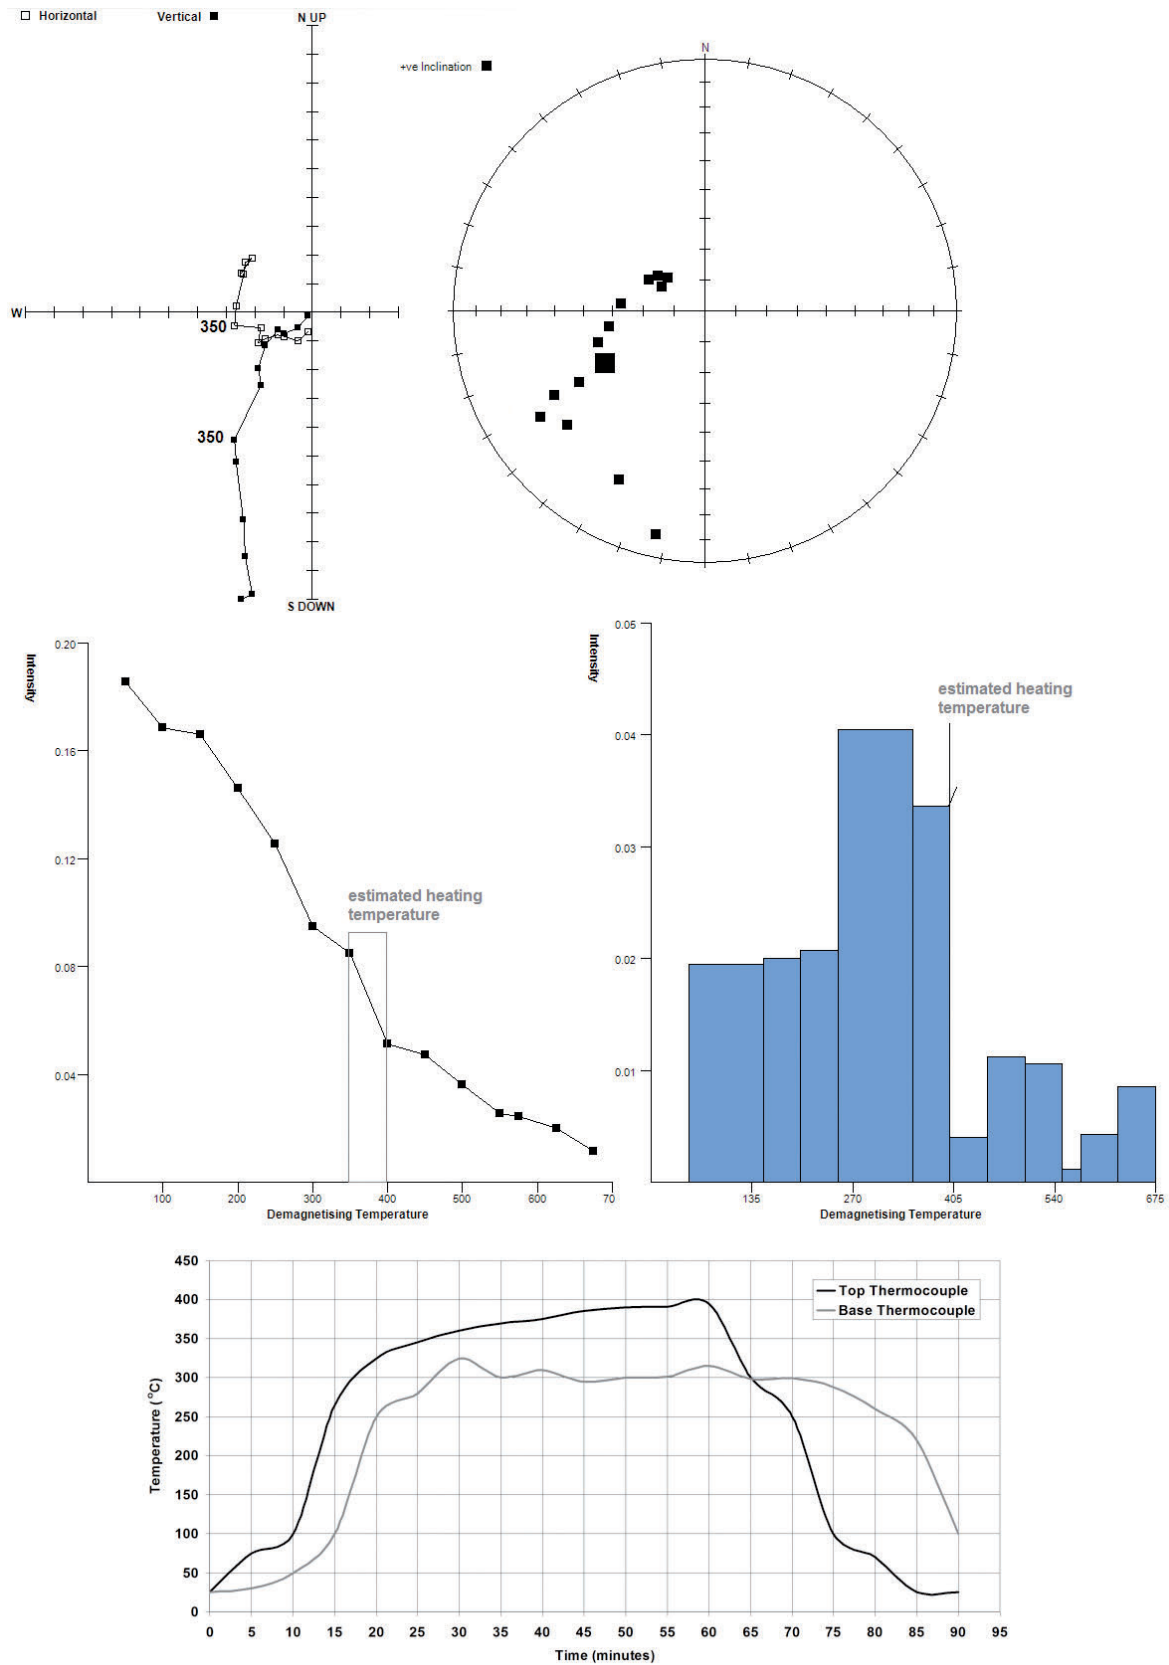 Horizontal
Vertical
N UP
W
350
350
S DOWN
+ve Inclination
N
Intensity
0.20
0.16
0.12
0.08
0.04
estimated heating
temperature
100 200 300 400 500 600 70
Demagnetising Temperature
Intensity
0.05
0.04
0.03
0.02
0.01
estimated heating
temperature
135 270 405 540 675
Demagnetising Temperature
Temperature (°C)
450
400
350
300
250
200
150
100
50
0
Top Thermocouple
Base Thermocouple
0 5 10 15 20 25 30 35 40 45 50 55 60 65 70 75 80 85 90 95
Time (minutes)